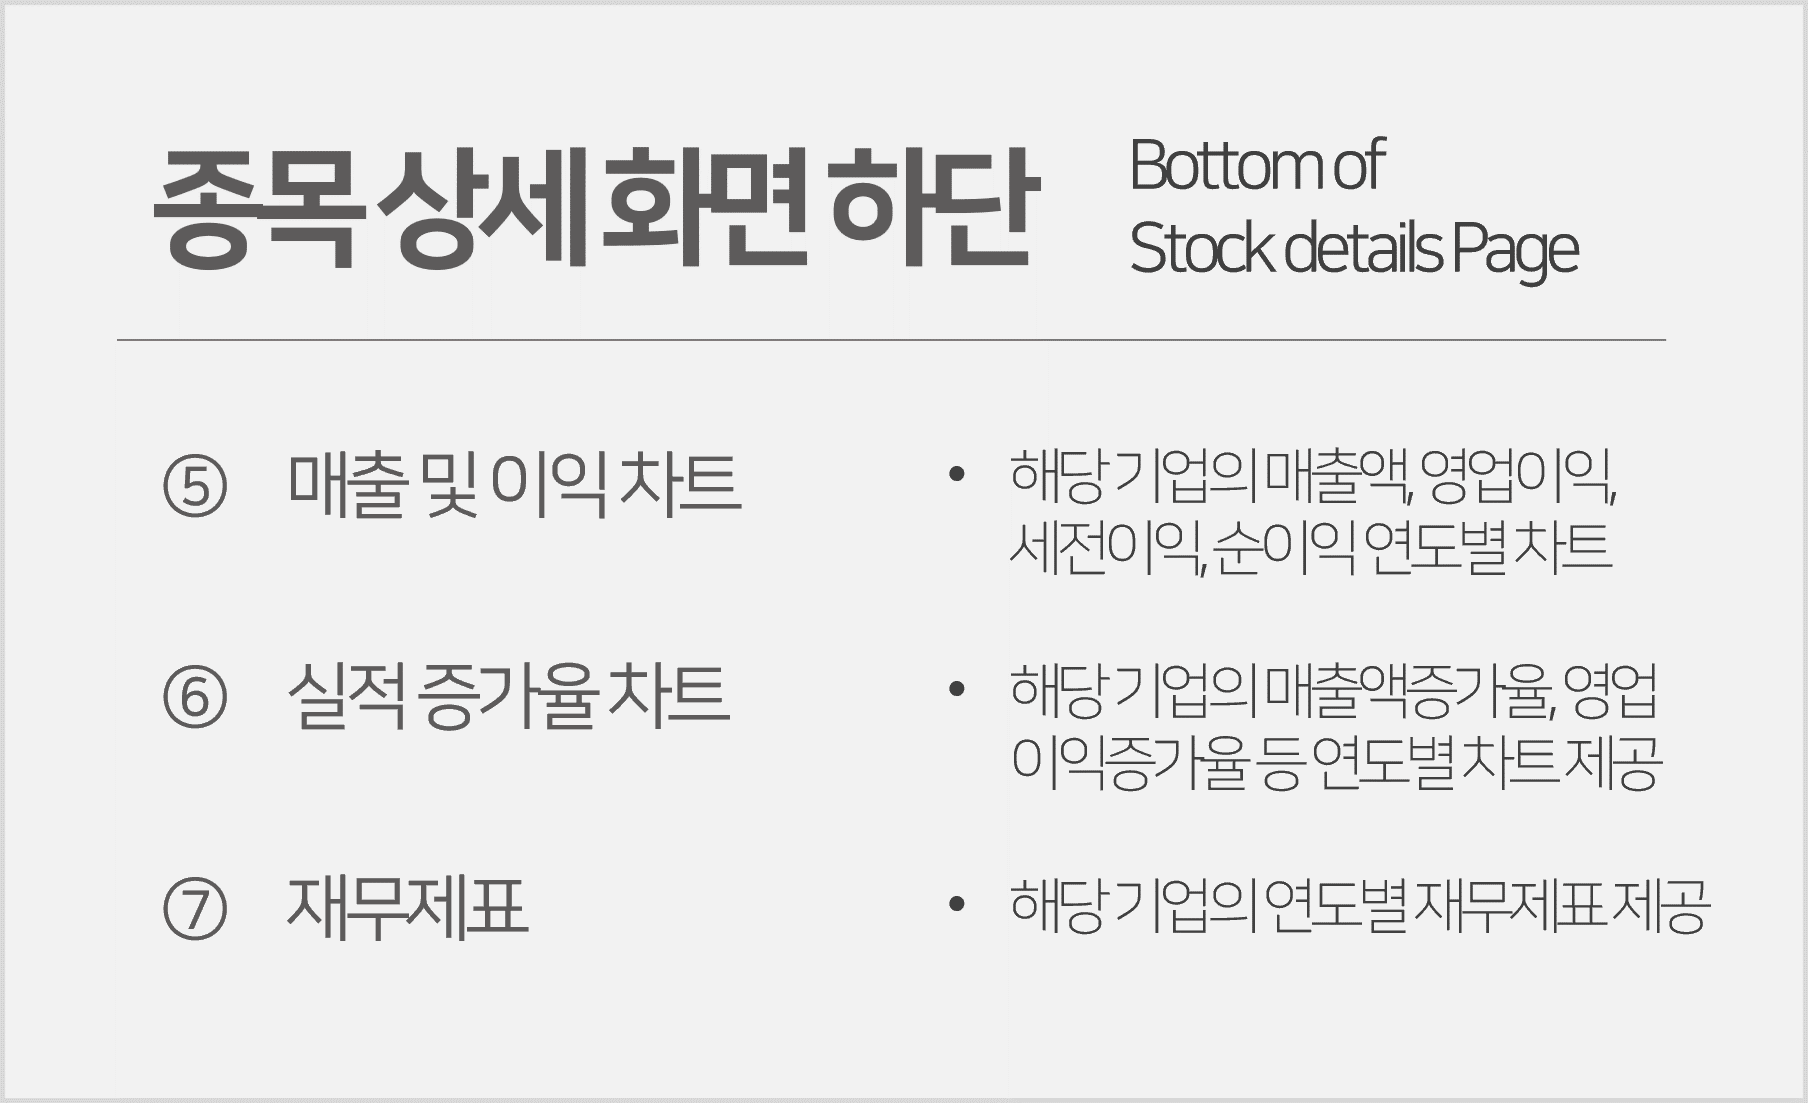 종목 상세 화면 하단
Bottom of
Stock details Page
⑤ 매출 및 이익 차트
• 해당 기업의 매출액, 영업이익,
세전이익, 순이익 연도별 차트
⑥ 실적 증가율 차트
• 해당 기업의 매출액증가율, 영업
이익증가율 등 연도별 차트 제공
⑦ 재무제표
• 해당 기업의 연도별 재무제표 제공